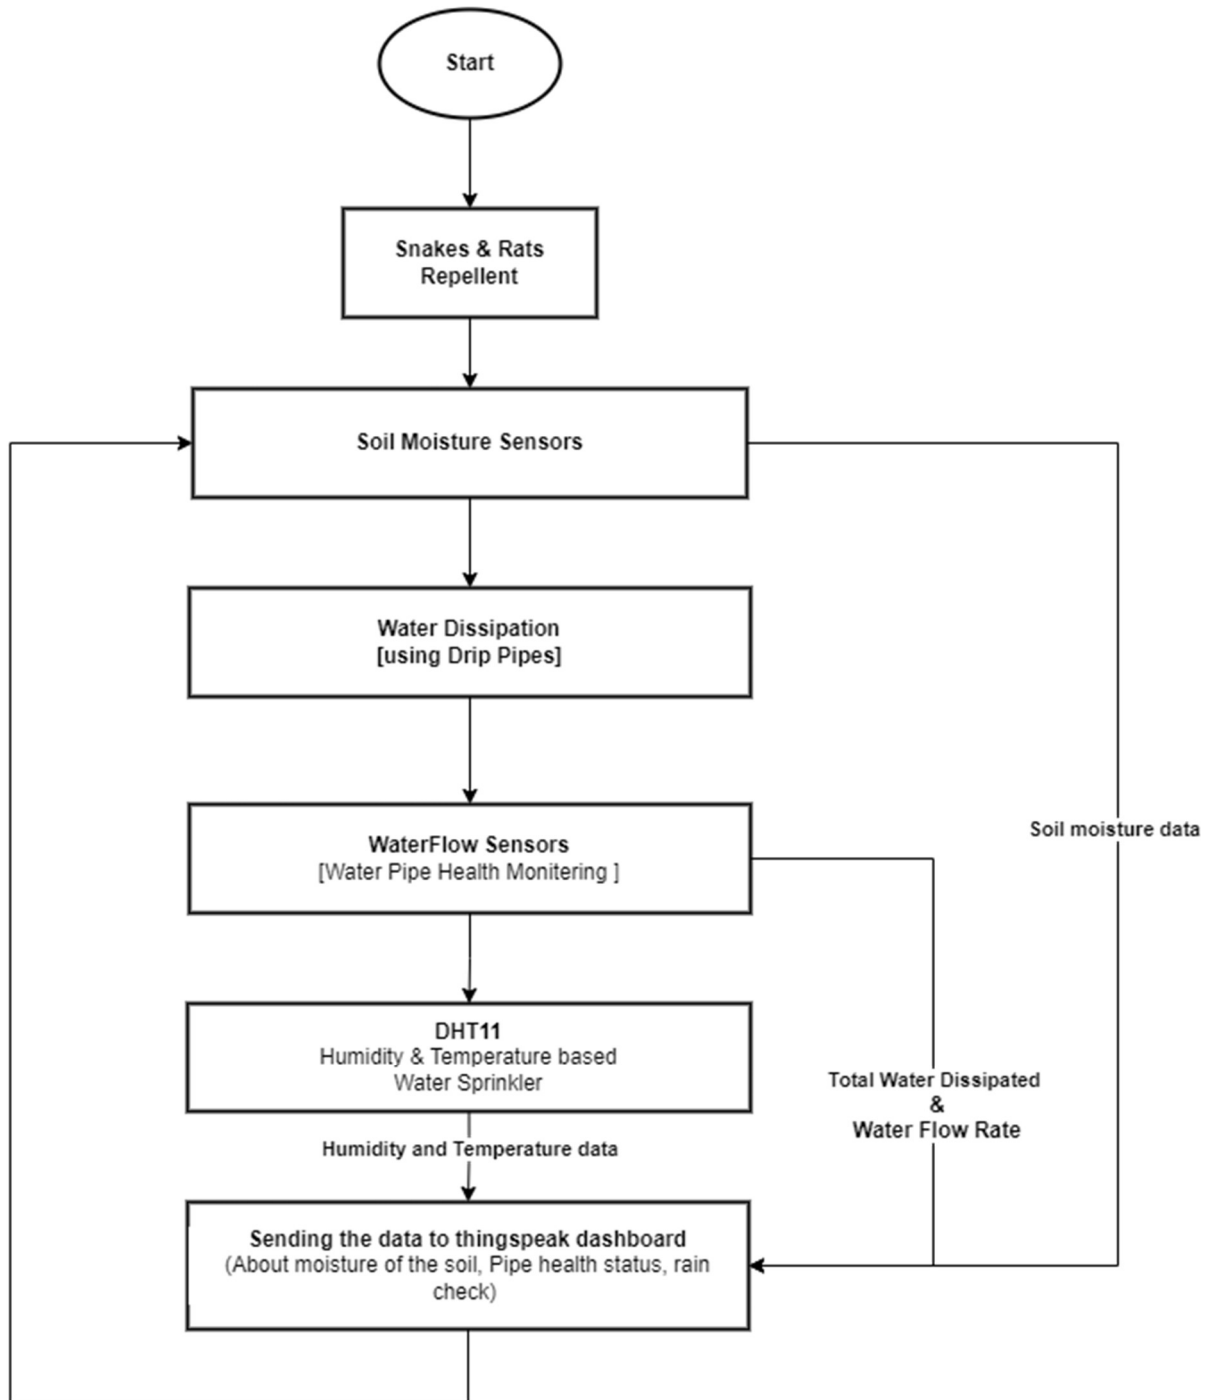 Start
Snakes & Rats
Repellent
Soil Moisture Sensors
Water Dissipation
[using Drip Pipes]
WaterFlow Sensors
[Water Pipe Health Monitering ]
Soil moisture data
DHT11
Humidity & Temperature based
Water Sprinkler
Total Water Dissipated
&
Water Flow Rate
Humidity and Temperature data
Sending the data to thingspeak dashboard
(About moisture of the soil, Pipe health status, rain
check)